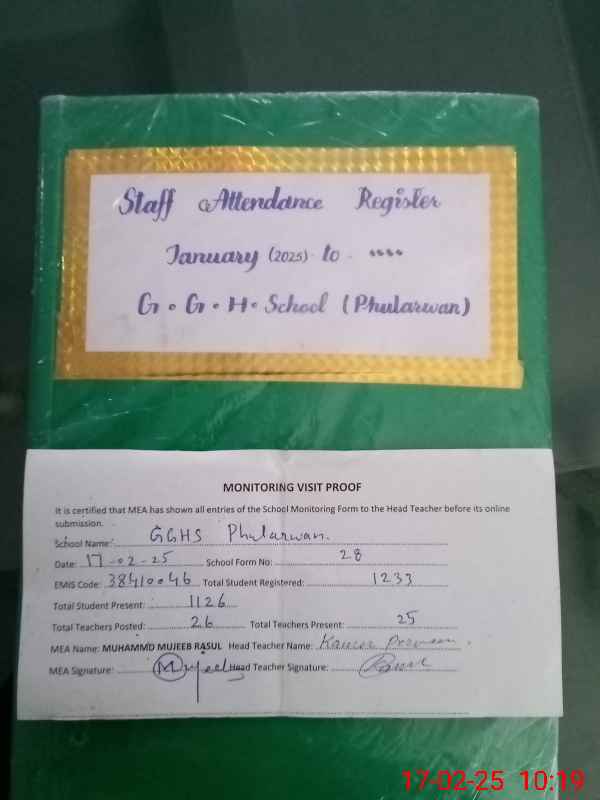 Staff Attendance Register
January (2025) to ....
G.G.H. School (Phularwan)
MONITORING VISIT PROOF
It is certified that MEA has shown all entries of the School Monitoring Form to the Head Teacher before its online
submission.
School Name: GGHS Phularwan.
Date: 17-02-25 School Form No: 28
EMIS Code: 38410046 Total Student Registered: 1233
Total Student Present: 1126
Total Teachers Posted: 26 Total Teachers Present: 25
MEA Name: MUHAMMD MUJEEB RASUL Head Teacher Name: Kausar Perveen
MEA Signature: Mujeeb Head Teacher Signature:
17-02-25 10:19